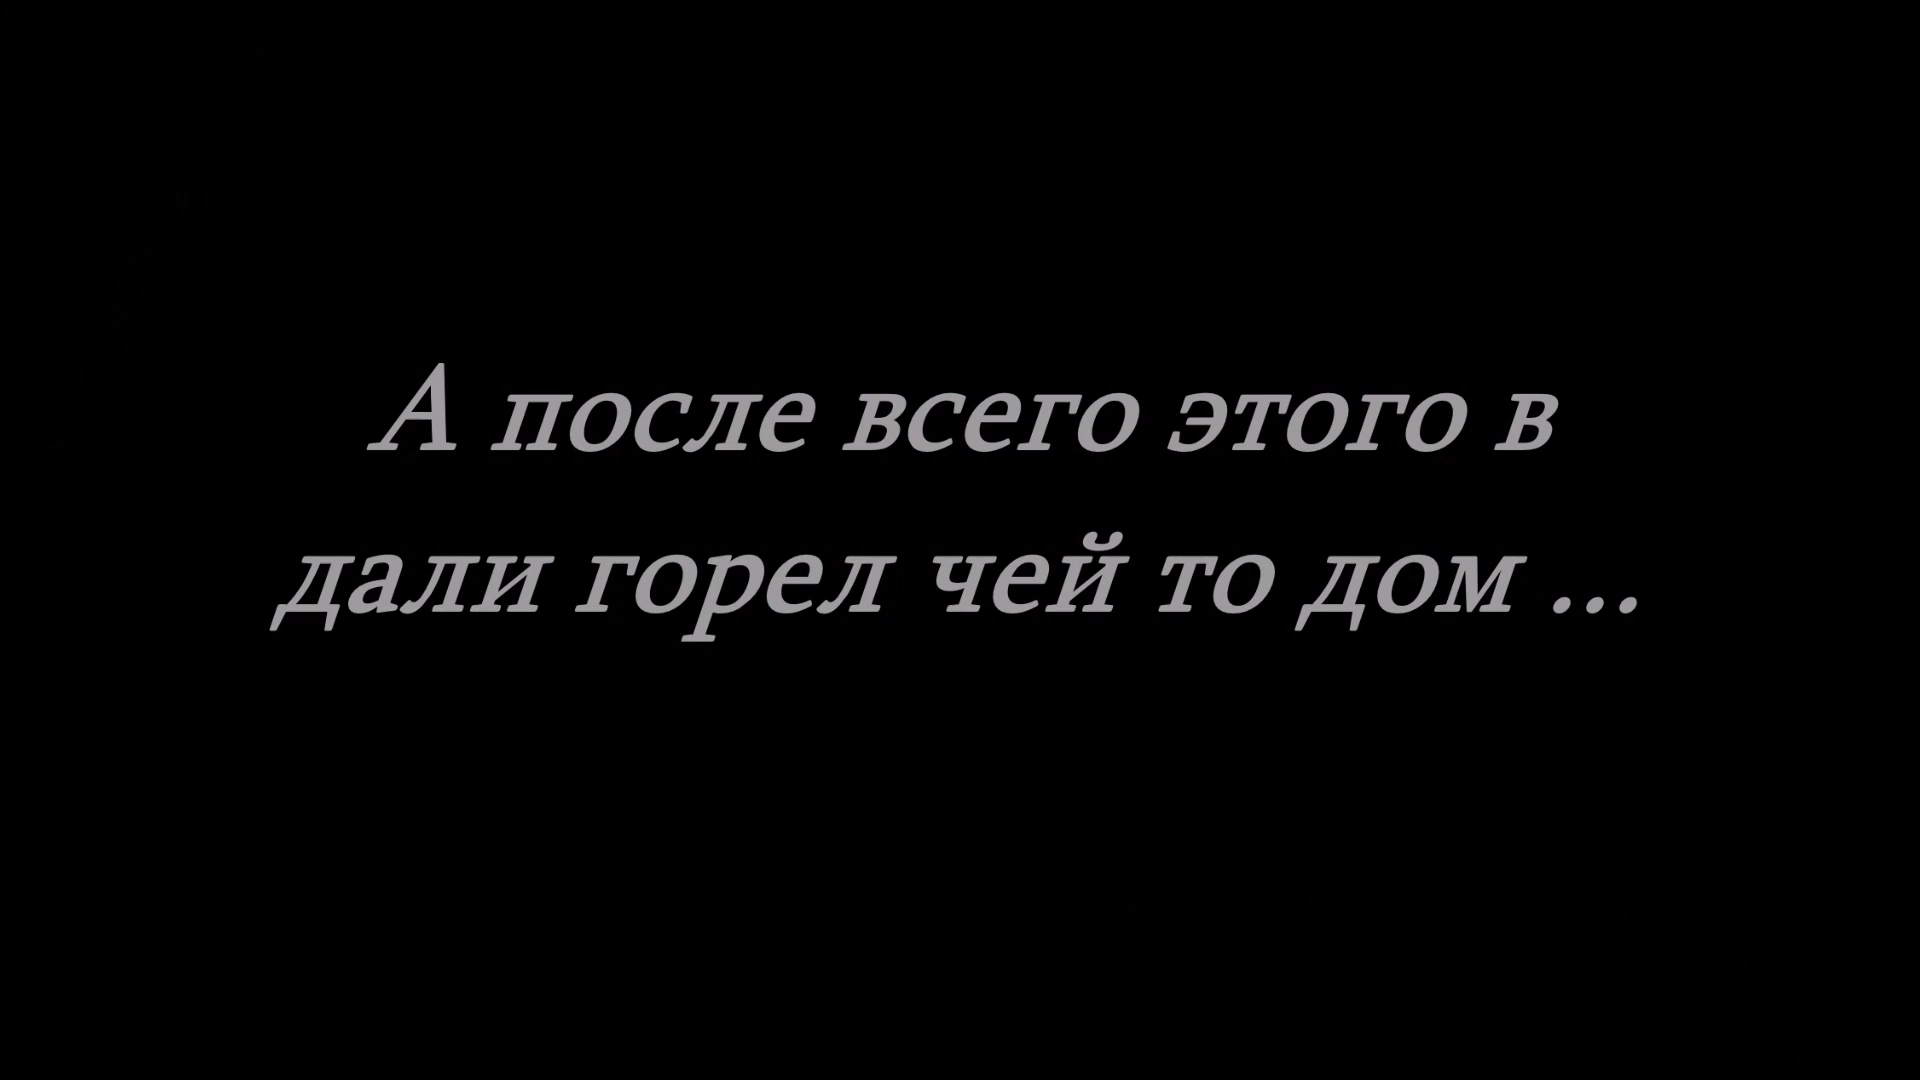 А после всего этого в
дали горел чей то дом ...